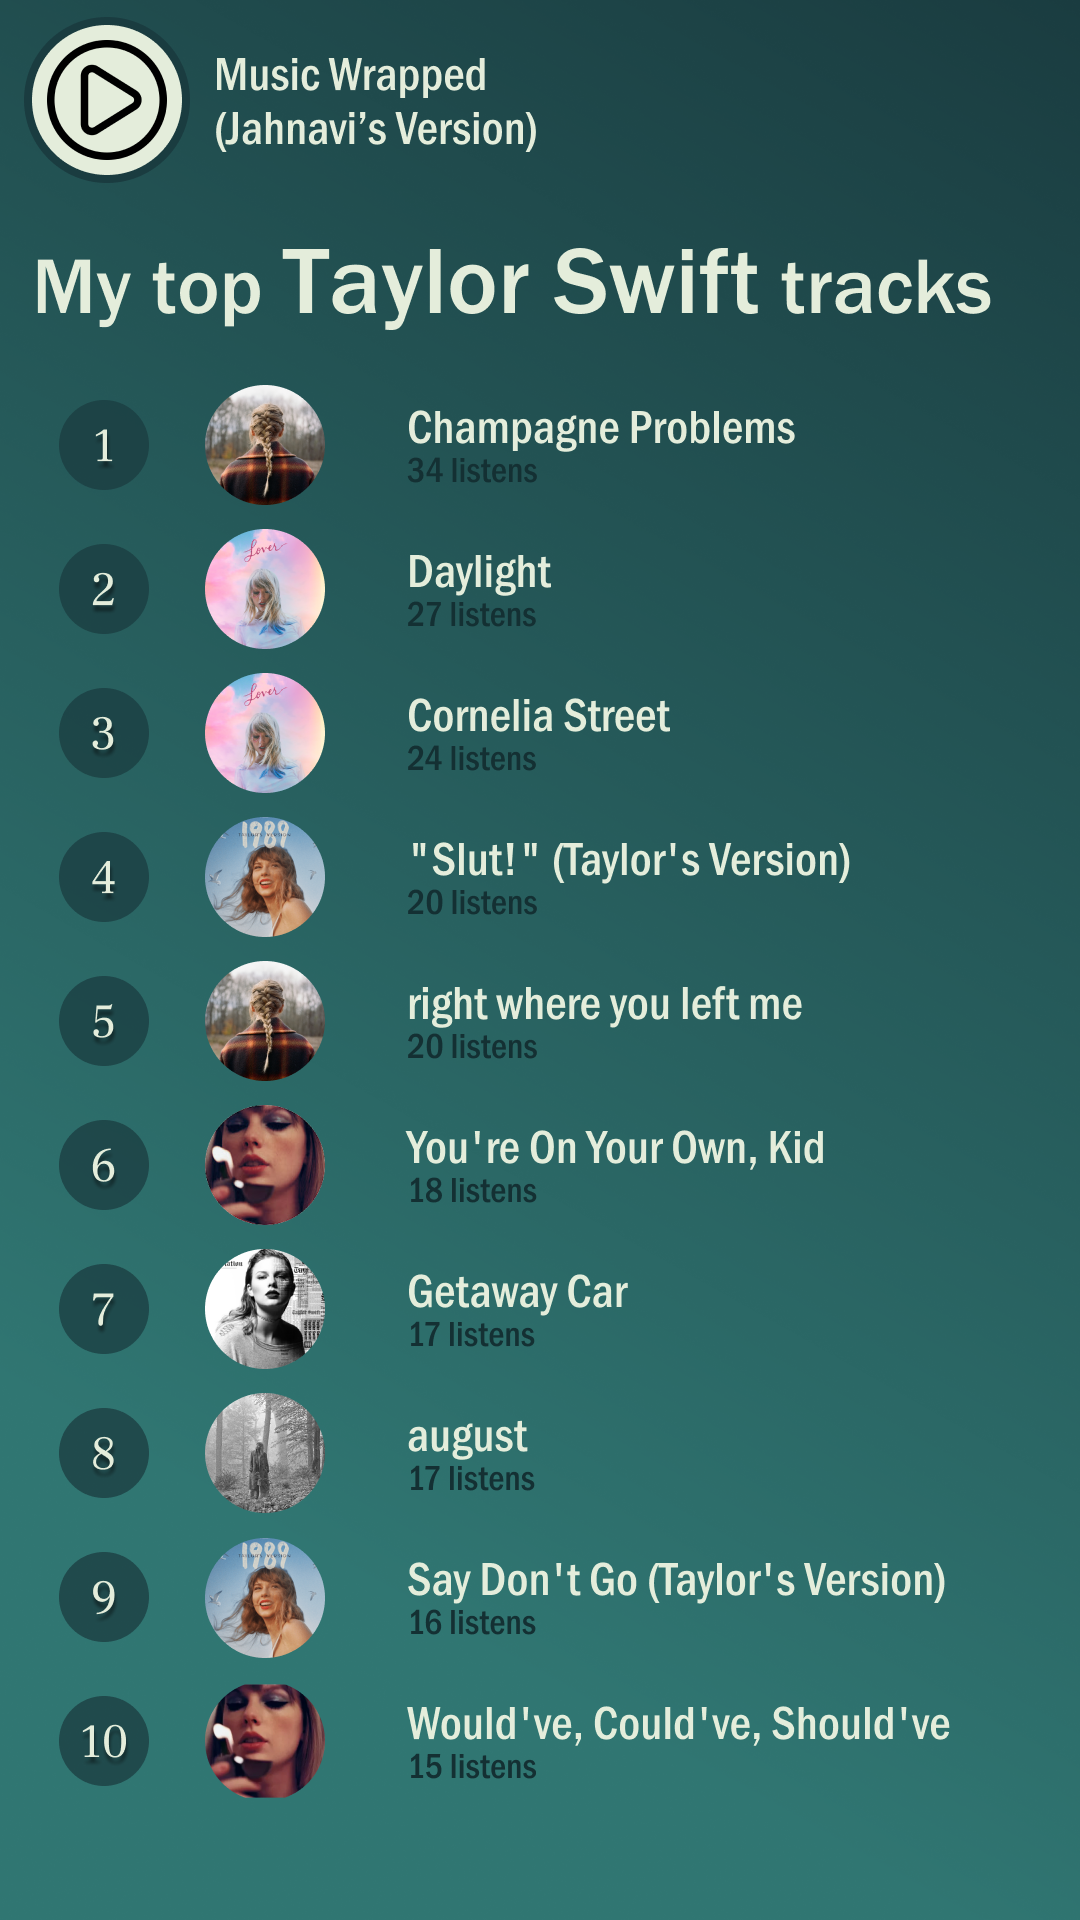 Music Wrapped
(Jahnavi’s Version)
My top Taylor Swift tracks
1
Champagne Problems
34 listens
2
Lover
Daylight
27 listens
3
Lover
Cornelia Street
24 listens
4
1989
"Slut!" (Taylor's Version)
20 listens
5
right where you left me
20 listens
6
You're On Your Own, Kid
18 listens
7
Getaway Car
17 listens
8
august
17 listens
9
1989
Say Don't Go (Taylor's Version)
16 listens
10
Would've, Could've, Should've
15 listens